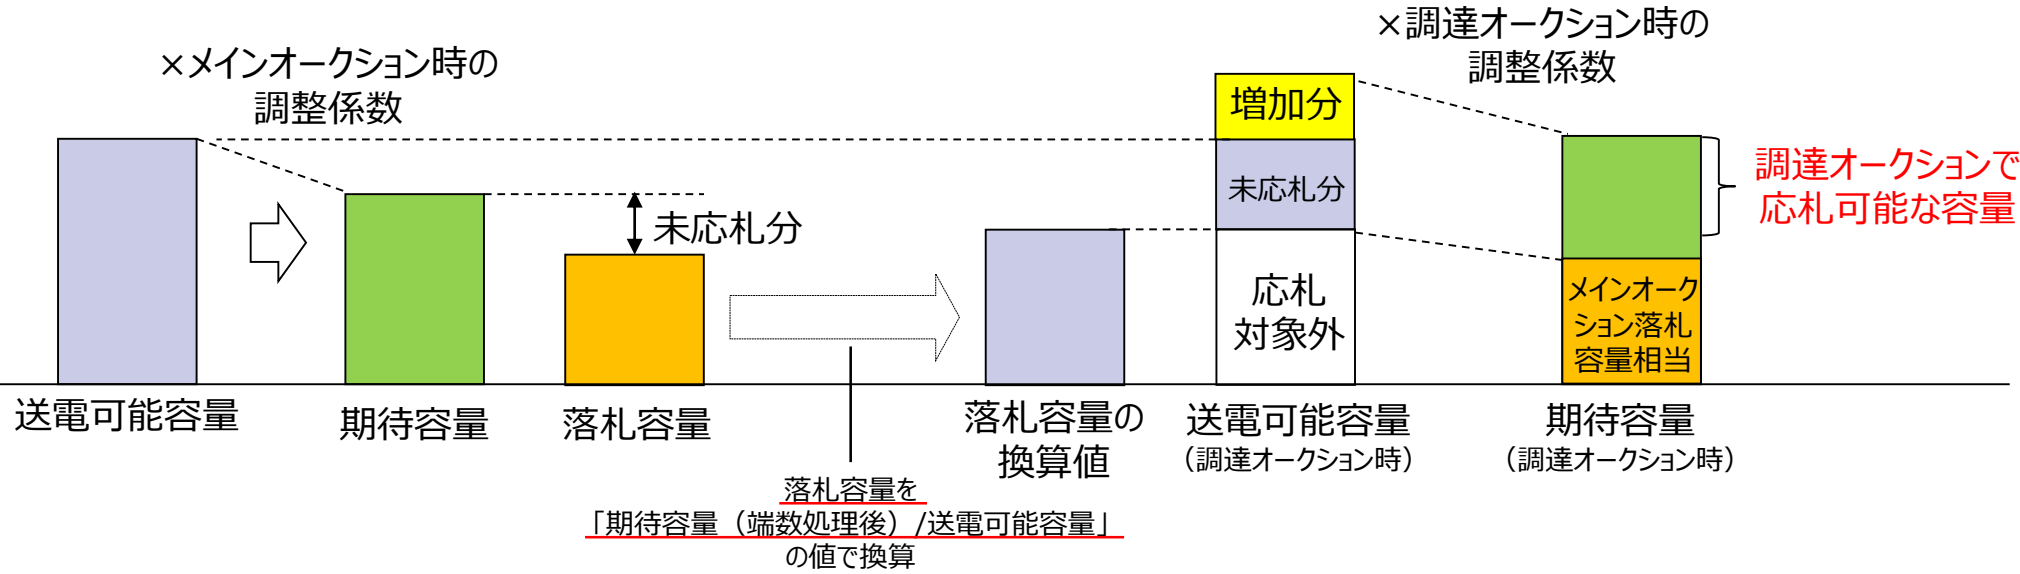 ×メインオークション時の
調整係数
×調達オークション時の
調整係数
増加分
未応札分
未応札分
応札
対象外
調達オークションで
応札可能な容量
メインオーク
ション落札
容量相当
送電可能容量
期待容量
落札容量
落札容量の
換算値
送電可能容量
（調達オークション時）
期待容量
（調達オークション時）
落札容量を
「期待容量（端数処理後）/送電可能容量」
の値で換算